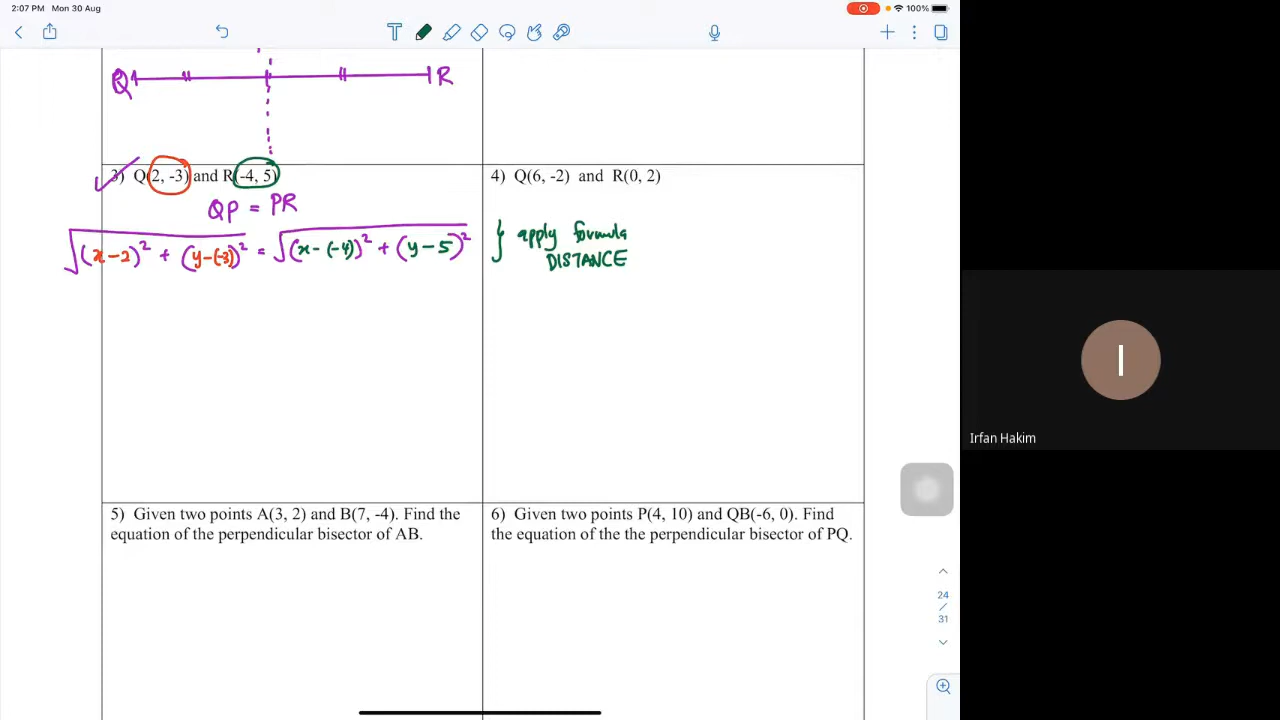 2:07 PM Mon 30 Aug
100%
T
Q R
3) Q(2, -3) and R(-4, 5)
QP = PR
√(x-2)² + (y-(-3))² = √(x-(-4))² + (y-5)²
4) Q(6, -2) and R(0, 2)
} apply formula
DISTANCE
5) Given two points A(3, 2) and B(7, -4). Find the
equation of the perpendicular bisector of AB.
6) Given two points P(4, 10) and QB(-6, 0). Find
the equation of the the perpendicular bisector of PQ.
24
/
31
I
Irfan Hakim